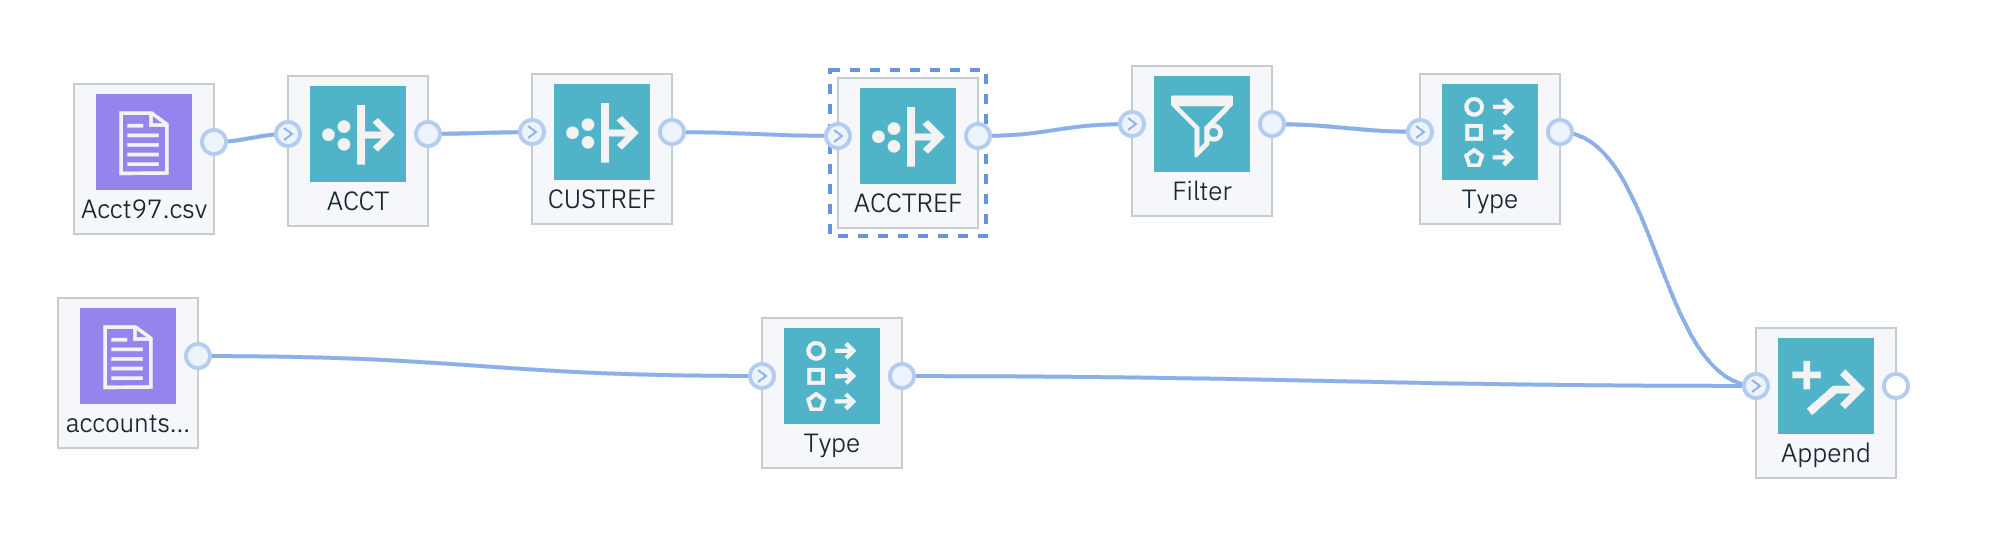 Acct97.csv
ACCT
CUSTREF
ACCTREF
Filter
Type
accounts...
Type
Append